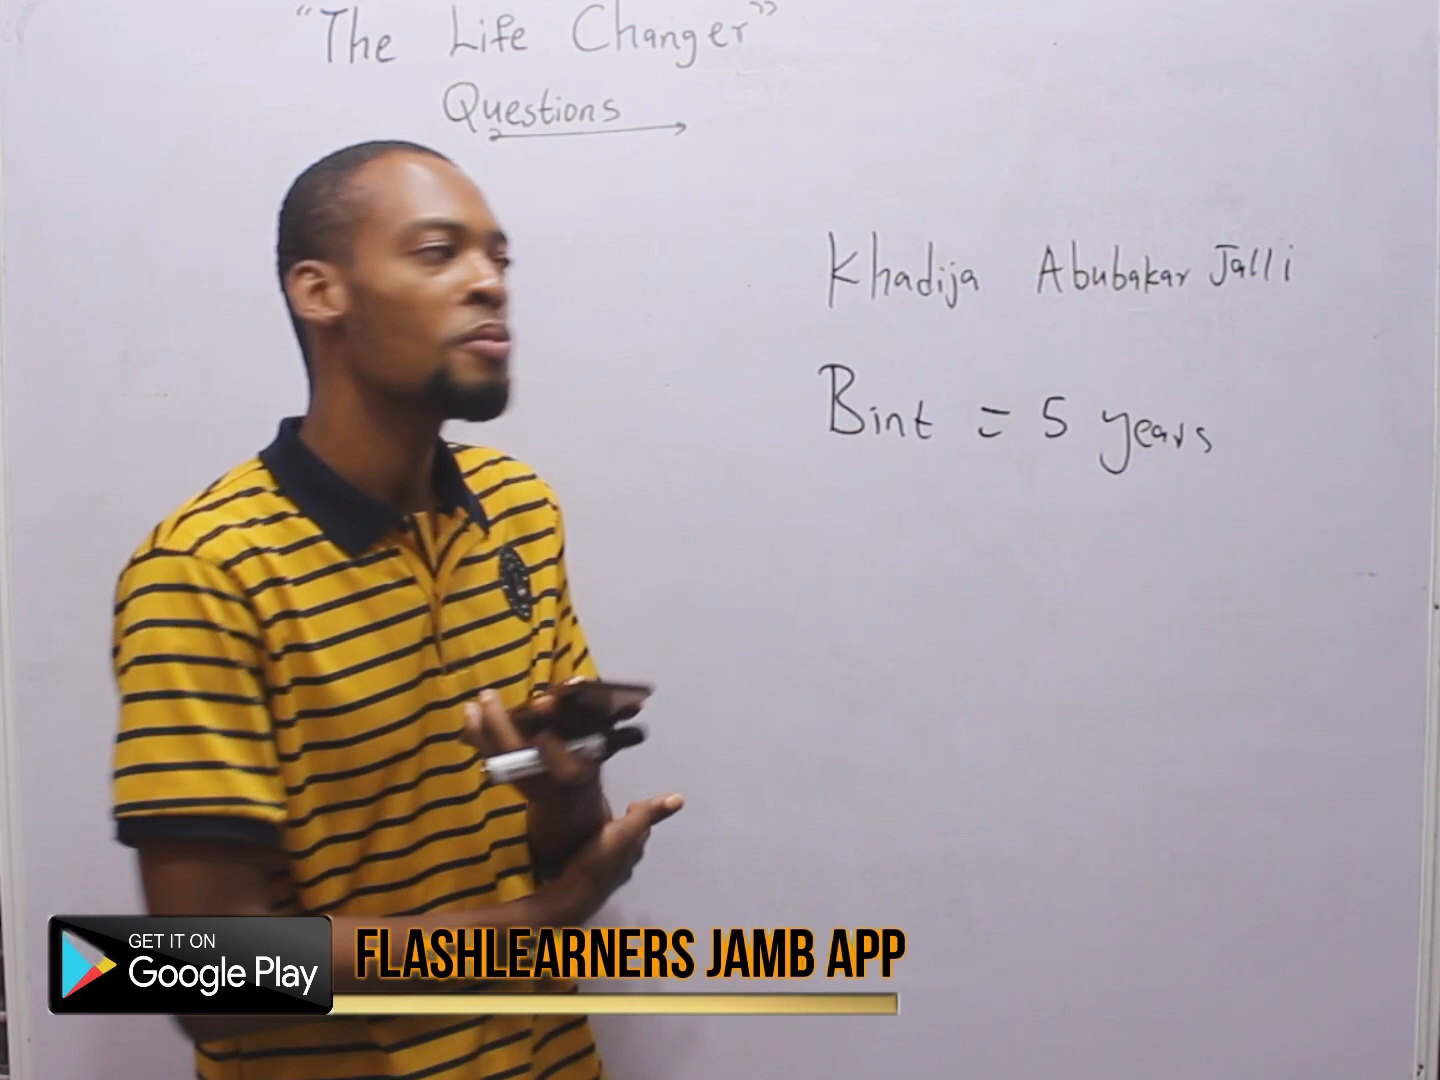 "The Life Changer"
Questions
Khadija Abubakar Jalli
Bint = 5 years
GET IT ON
Google Play
FLASHLEARNERS JAMB APP